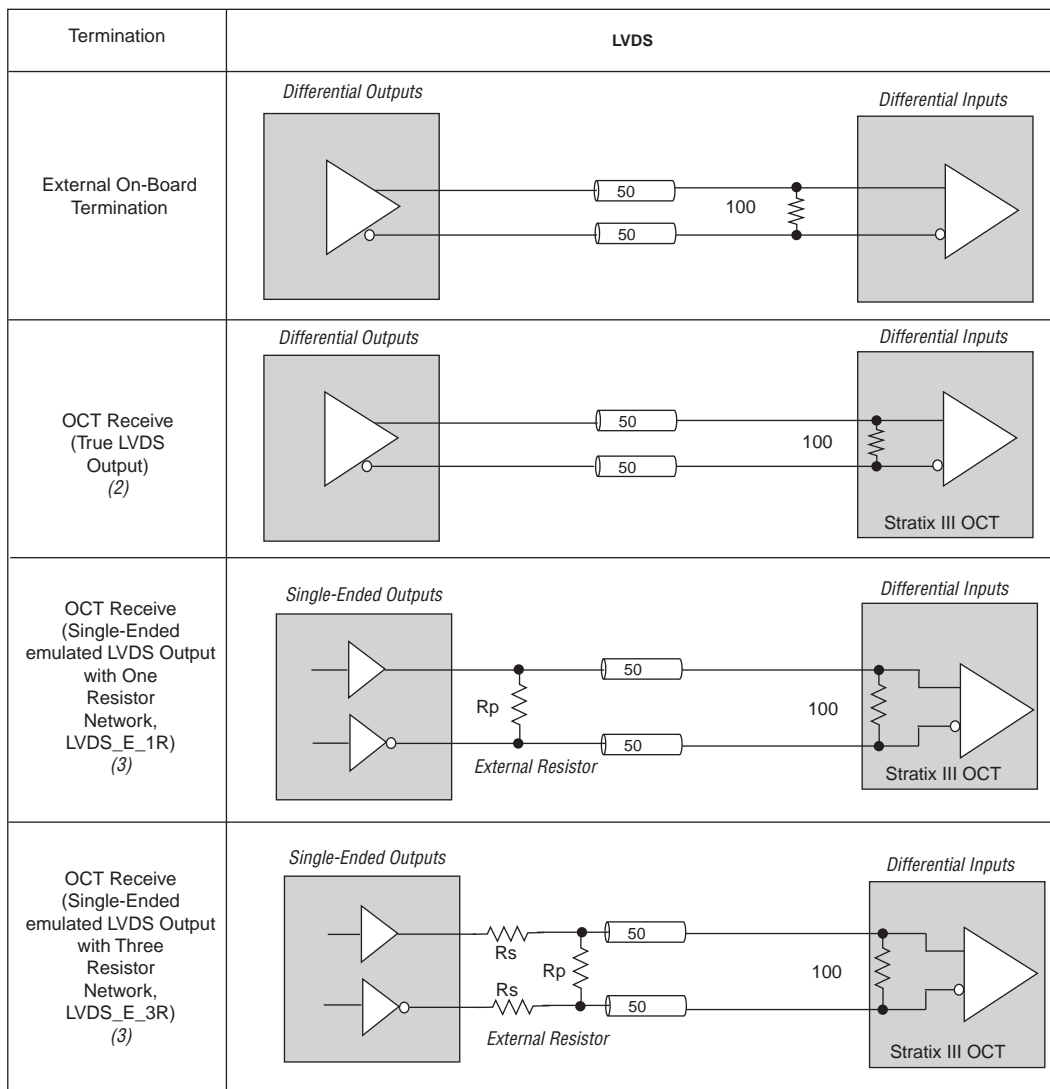 Termination
LVDS
External On-Board
Termination
Differential Outputs
Differential Inputs
50
50
100
OCT Receive
(True LVDS
Output)
(2)
Differential Outputs
Differential Inputs
50
50
100
Stratix III OCT
OCT Receive
(Single-Ended
emulated LVDS Output
with One
Resistor
Network,
LVDS_E_1R)
(3)
Single-Ended Outputs
Differential Inputs
50
Rp
100
50
External Resistor
Stratix III OCT
OCT Receive
(Single-Ended
emulated LVDS Output
with Three
Resistor
Network,
LVDS_E_3R)
(3)
Single-Ended Outputs
Differential Inputs
50
Rs
Rp
100
Rs
50
External Resistor
Stratix III OCT